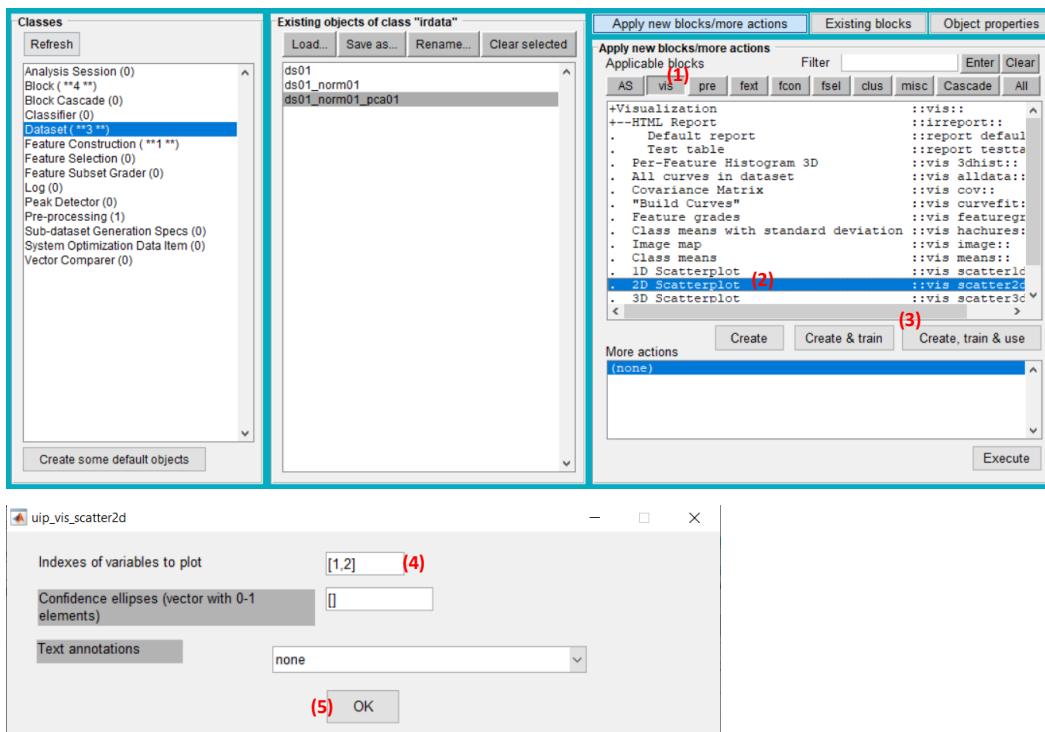 Classes
Refresh
Analysis Session (0)
Block ( **4 **)
Block Cascade (0)
Classifier (0)
Dataset ( **3 **)
Feature Construction ( **1 **)
Feature Selection (0)
Feature Subset Grader (0)
Log (0)
Peak Detector (0)
Pre-processing (1)
Sub-dataset Generation Specs (0)
System Optimization Data Item (0)
Vector Comparer (0)
Create some default objects
Existing objects of class "irdata"
Load... Save as... Rename... Clear selected
ds01
ds01_norm01
ds01_norm01_pca01
Apply new blocks/more actions Existing blocks Object properties
Apply new blocks/more actions
Applicable blocks Filter Enter Clear
(1)
AS vis pre fext fcon fsel clus misc Cascade All
+Visualization ::vis::
+--HTML Report ::irreport::
. Default report ::report defaul
. Test table ::report testta
. Per-Feature Histogram 3D ::vis 3dhist::
. All curves in dataset ::vis alldata::
. Covariance Matrix ::vis cov::
. "Build Curves" ::vis curvefit:
. Feature grades ::vis featuregr
. Class means with standard deviation ::vis hachures:
. Image map ::vis image::
. Class means ::vis means::
. 1D Scatterplot ::vis scatter1d
. 2D Scatterplot (2) ::vis scatter2d
. 3D Scatterplot ::vis scatter3d
(3)
Create Create & train Create, train & use
More actions
(none)
Execute
uip_vis_scatter2d
Indexes of variables to plot [1,2] (4)
Confidence ellipses (vector with 0-1 []
elements)
Text annotations none
(5) OK